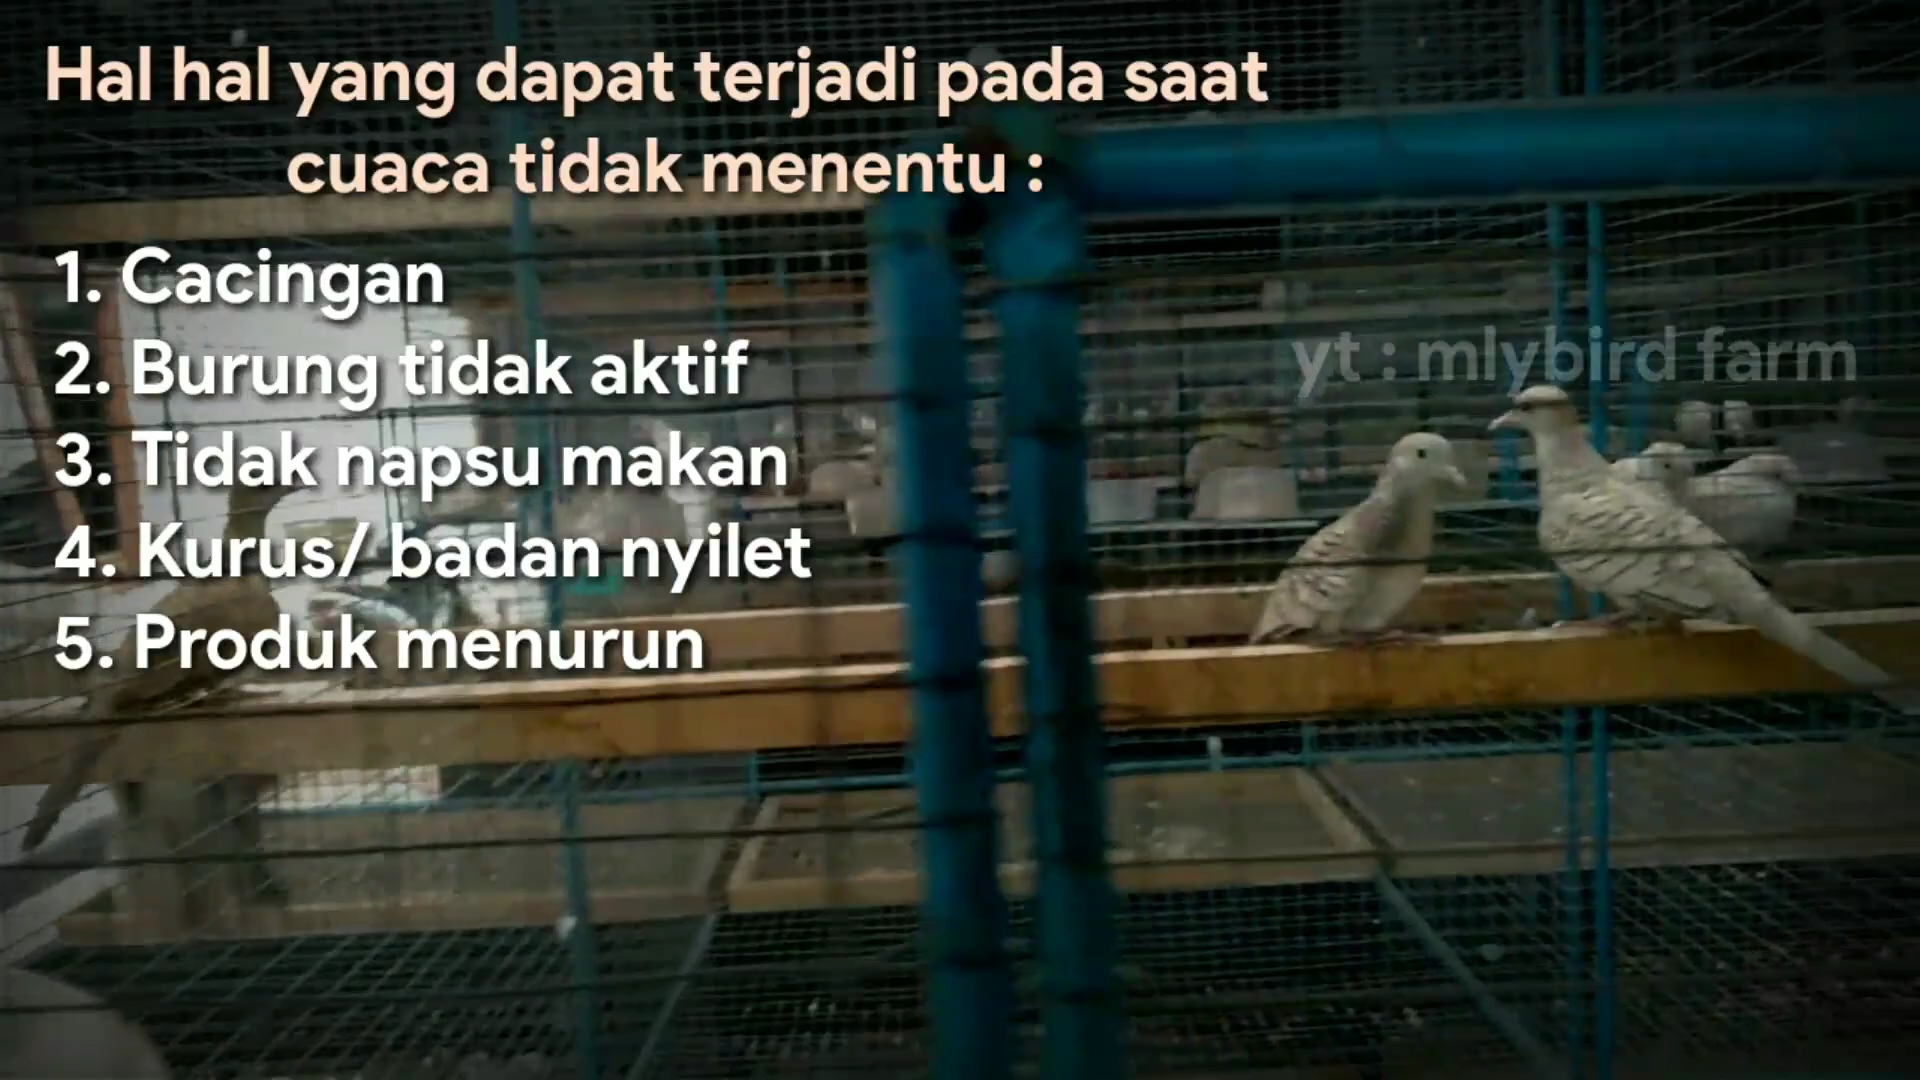 Hal hal yang dapat terjadi pada saat
cuaca tidak menentu :
1. Cacingan
2. Burung tidak aktif
3. Tidak napsu makan
4. Kurus/ badan nyilet
5. Produk menurun
yt : mlybird farm